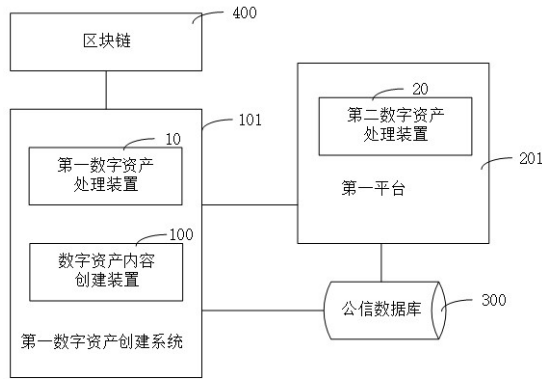 400
区块链
101
10
第一数字资产
处理装置
100
数字资产内容
创建装置
第一数字资产创建系统
20
第二数字资产
处理装置
201
第一平台
公信数据库
300